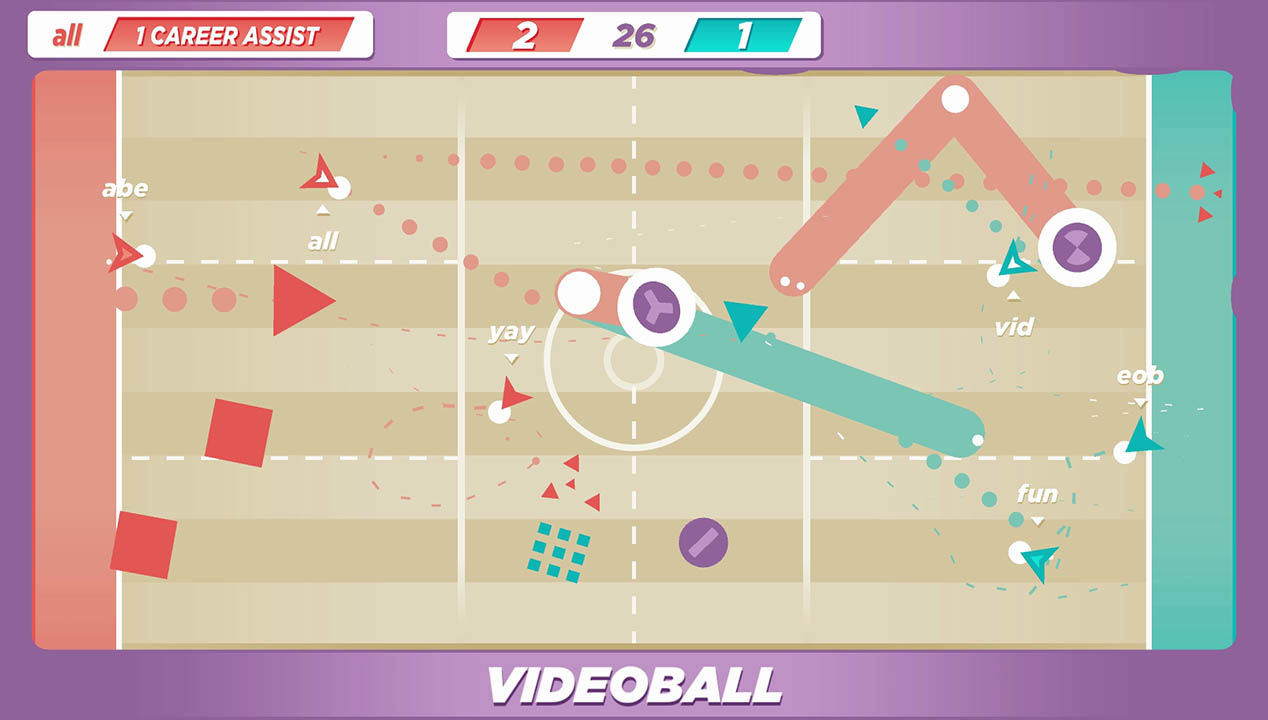 all 1 CAREER ASSIST
2 26 1
abe
all
yay
vid
eob
fun
VIDEOBALL